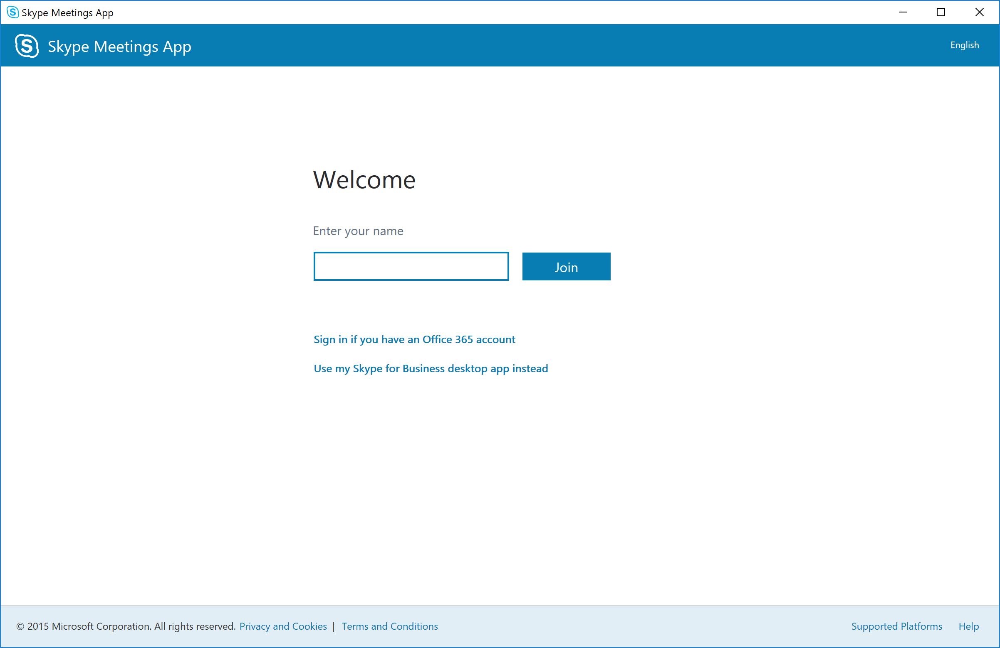 Skype Meetings App
Skype Meetings App
English
Welcome
Enter your name
Join
Sign in if you have an Office 365 account
Use my Skype for Business desktop app instead
© 2015 Microsoft Corporation. All rights reserved. Privacy and Cookies | Terms and Conditions Supported Platforms Help